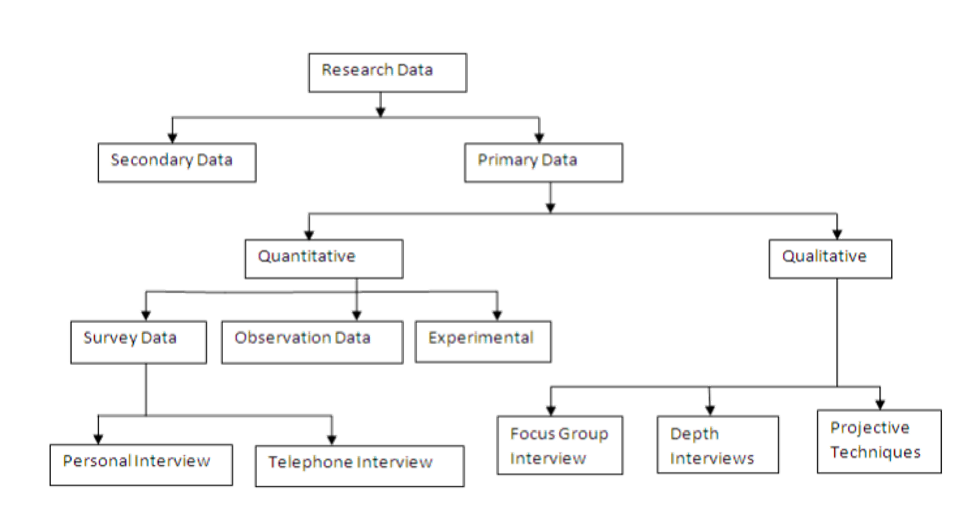 Research Data
Secondary Data
Primary Data
Quantitative
Qualitative
Survey Data
Observation Data
Experimental
Personal Interview
Telephone Interview
Focus Group
Interview
Depth
Interviews
Projective
Techniques